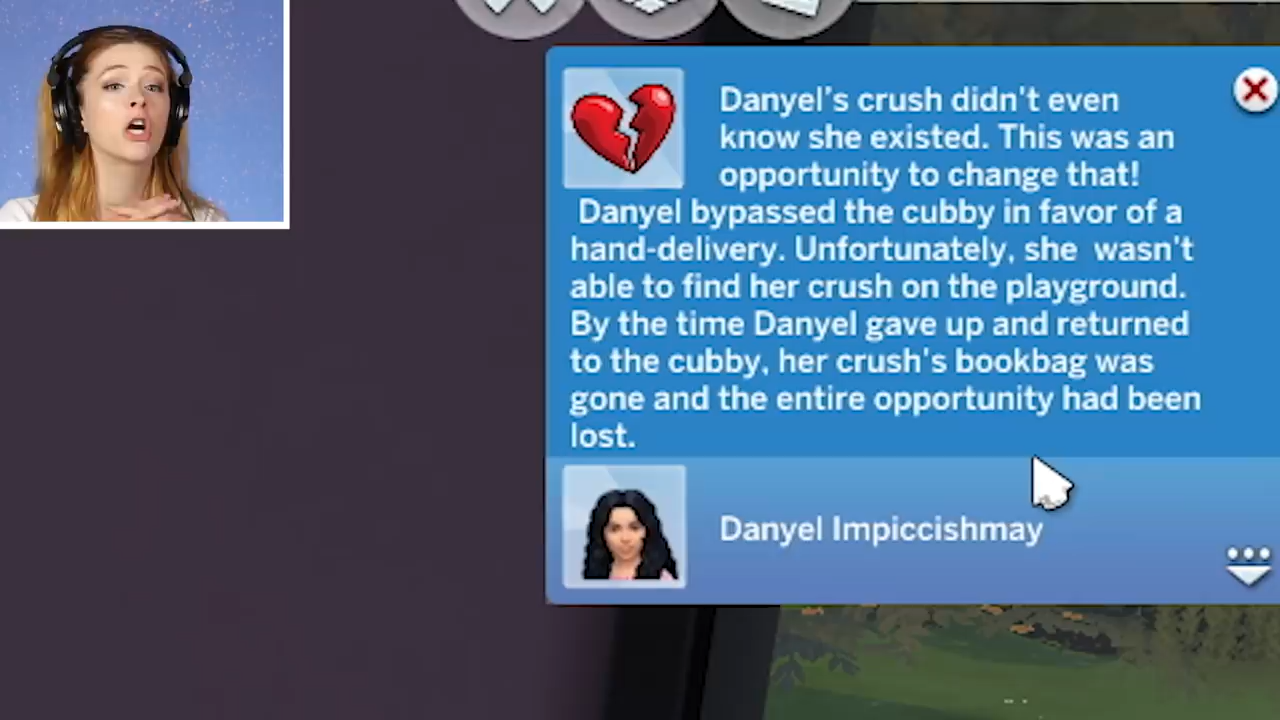 Danyel's crush didn't even
know she existed. This was an
opportunity to change that!
Danyel bypassed the cubby in favor of a
hand-delivery. Unfortunately, she wasn't
able to find her crush on the playground.
By the time Danyel gave up and returned
to the cubby, her crush's bookbag was
gone and the entire opportunity had been
lost.
Danyel Impiccishmay